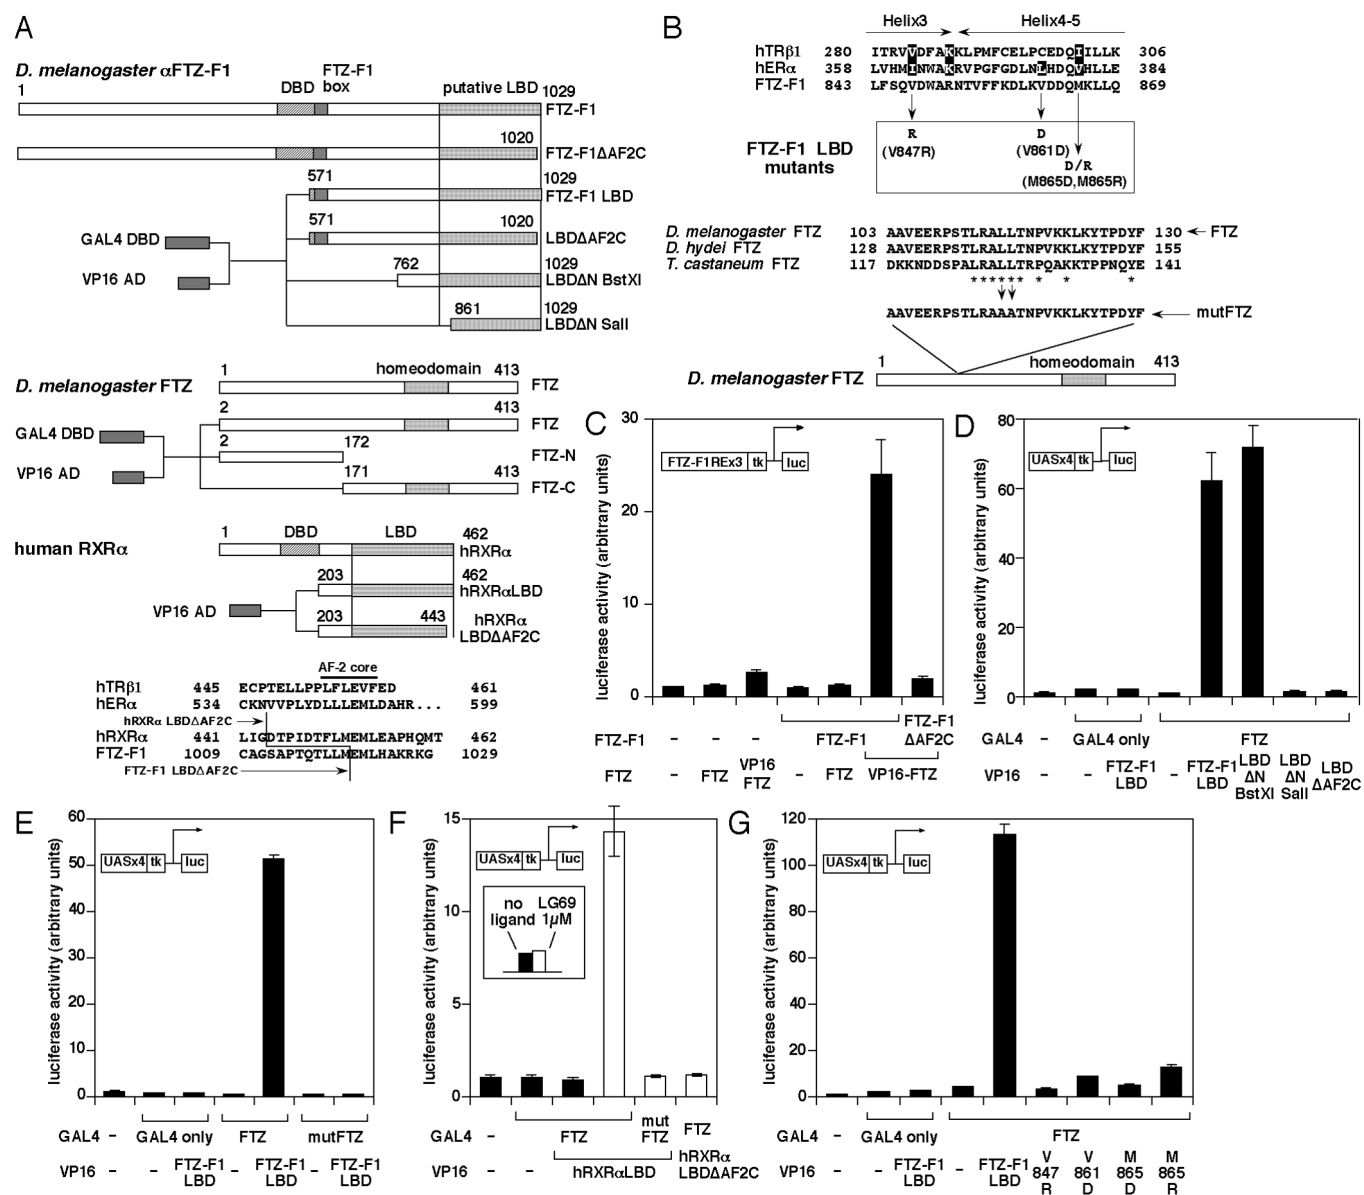 A
D. melanogaster αFTZ-F1
FTZ-F1
box
1
DBD
putative LBD
1029
FTZ-F1
1020
FTZ-F1ΔAF2C
571
1029
FTZ-F1 LBD
571
1020
LBDΔAF2C
GAL4 DBD
VP16 AD
762
1029
LBDΔN BstXI
861
1029
LBDΔN SalI
D. melanogaster FTZ
1
homeodomain
413
FTZ
2
413
FTZ
GAL4 DBD
2
172
FTZ-N
VP16 AD
171
413
FTZ-C
human RXRα
1
DBD
LBD
462
hRXRα
203
462
hRXRαLBD
VP16 AD
203
443
hRXRα
LBDΔAF2C
AF-2 core
hTRβ1 445 ECPTELLPPLFLEVFED 461
hERα 534 CKNVVPLYDLLLEMLDAHR... 599
hRXRα LBDΔAF2C
hRXRα 441 LIGDTPIDTFLMEMLEAPHQMT 462
FTZ-F1 1009 CAGSAPTQTLLMEMLHAKRKG 1029
FTZ-F1 LBDΔAF2C
B
Helix3
Helix4-5
hTRβ1 280 ITRVVDFAKKLPMFCELPCEDQIILLK 306
hERα 358 LVHMINWAKRVPGFGDLNLHDQVHLLE 384
FTZ-F1 843 LFSQVDWARNTVFFKDLKVDDQMKLLQ 869
FTZ-F1 LBD
mutants
R
(V847R)
D
(V861D)
D/R
(M865D,M865R)
D. melanogaster FTZ 103 AAVEERPSTLRALLTNPVKKLKYTPDYF 130 FTZ
D. hydei FTZ 128 AAVEERPSTLRALLTNPVKKLKYTPDYF 155
T. castaneum FTZ 117 DKKNDDSPALRALLTRPQAKKTPPNQYE 141
****** * * *
AAVEERPSTLRAAATNPVKKLKYTPDYF mutFTZ
D. melanogaster FTZ
1
homeodomain
413
C
luciferase activity (arbitrary units)
30
20
10
0
FTZ-F1REx3 tk luc
FTZ-F1 - FTZ-F1 FTZ-F1
ΔAF2C
FTZ - FTZ VP16
FTZ - FTZ VP16-FTZ
D
luciferase activity (arbitrary units)
80
60
40
20
0
UASx4 tk luc
GAL4 - GAL4 only FTZ
VP16 - - FTZ-F1
LBD - FTZ-F1
LBD LBD
ΔN
BstXI LBD
ΔN
SalI LBD
ΔAF2C
E
luciferase activity (arbitrary units)
60
50
40
30
20
10
0
UASx4 tk luc
GAL4 - GAL4 only FTZ mutFTZ
VP16 - - FTZ-F1
LBD - FTZ-F1
LBD - FTZ-F1
LBD
F
luciferase activity (arbitrary units)
15
10
5
0
UASx4 tk luc
no
ligand
LG69
1µM
GAL4 - FTZ mut
FTZ FTZ
VP16 - - hRXRαLBD hRXRα
LBDΔAF2C
G
luciferase activity (arbitrary units)
120
100
80
60
40
20
0
UASx4 tk luc
GAL4 - GAL4 only FTZ
VP16 - - FTZ-F1
LBD - FTZ-F1
LBD V
847
R V
861
D M
865
D M
865
R